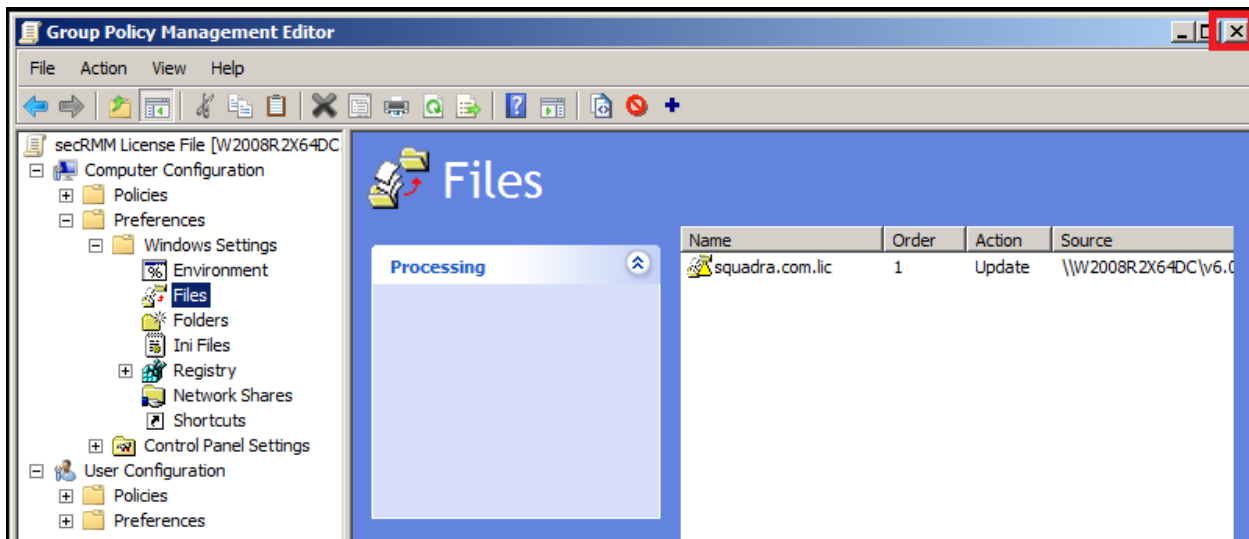 Group Policy Management Editor
File Action View Help
secRMM License File [W2008R2X64DC.
Computer Configuration
Policies
Preferences
Windows Settings
Environment
Files
Folders
Ini Files
Registry
Network Shares
Shortcuts
Control Panel Settings
User Configuration
Policies
Preferences
Files
Processing
Name Order Action Source
squadra.com.lic 1 Update \\W2008R2X64DC\v6.0